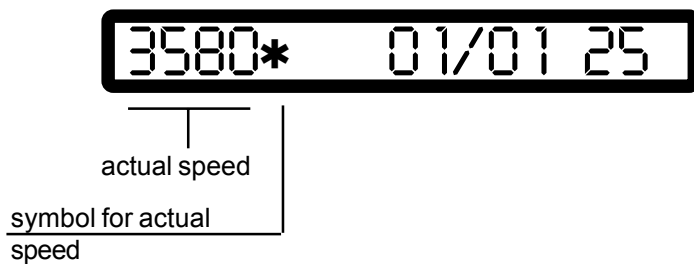 3580* 01/01 25
actual speed
symbol for actual
speed